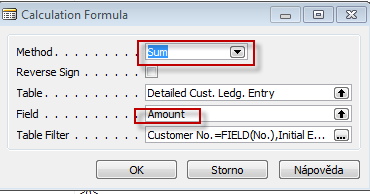 Calculation Formula
Method . . . . . . . . . . Sum
Reverse Sign . . . . . . .
Table . . . . . . . . . . . Detailed Cust. Ledg. Entry
Field . . . . . . . . . . . Amount
Table Filter . . . . . . . . Customer No.=FIELD(No.),Initial E... ...
OK Storno Nápověda